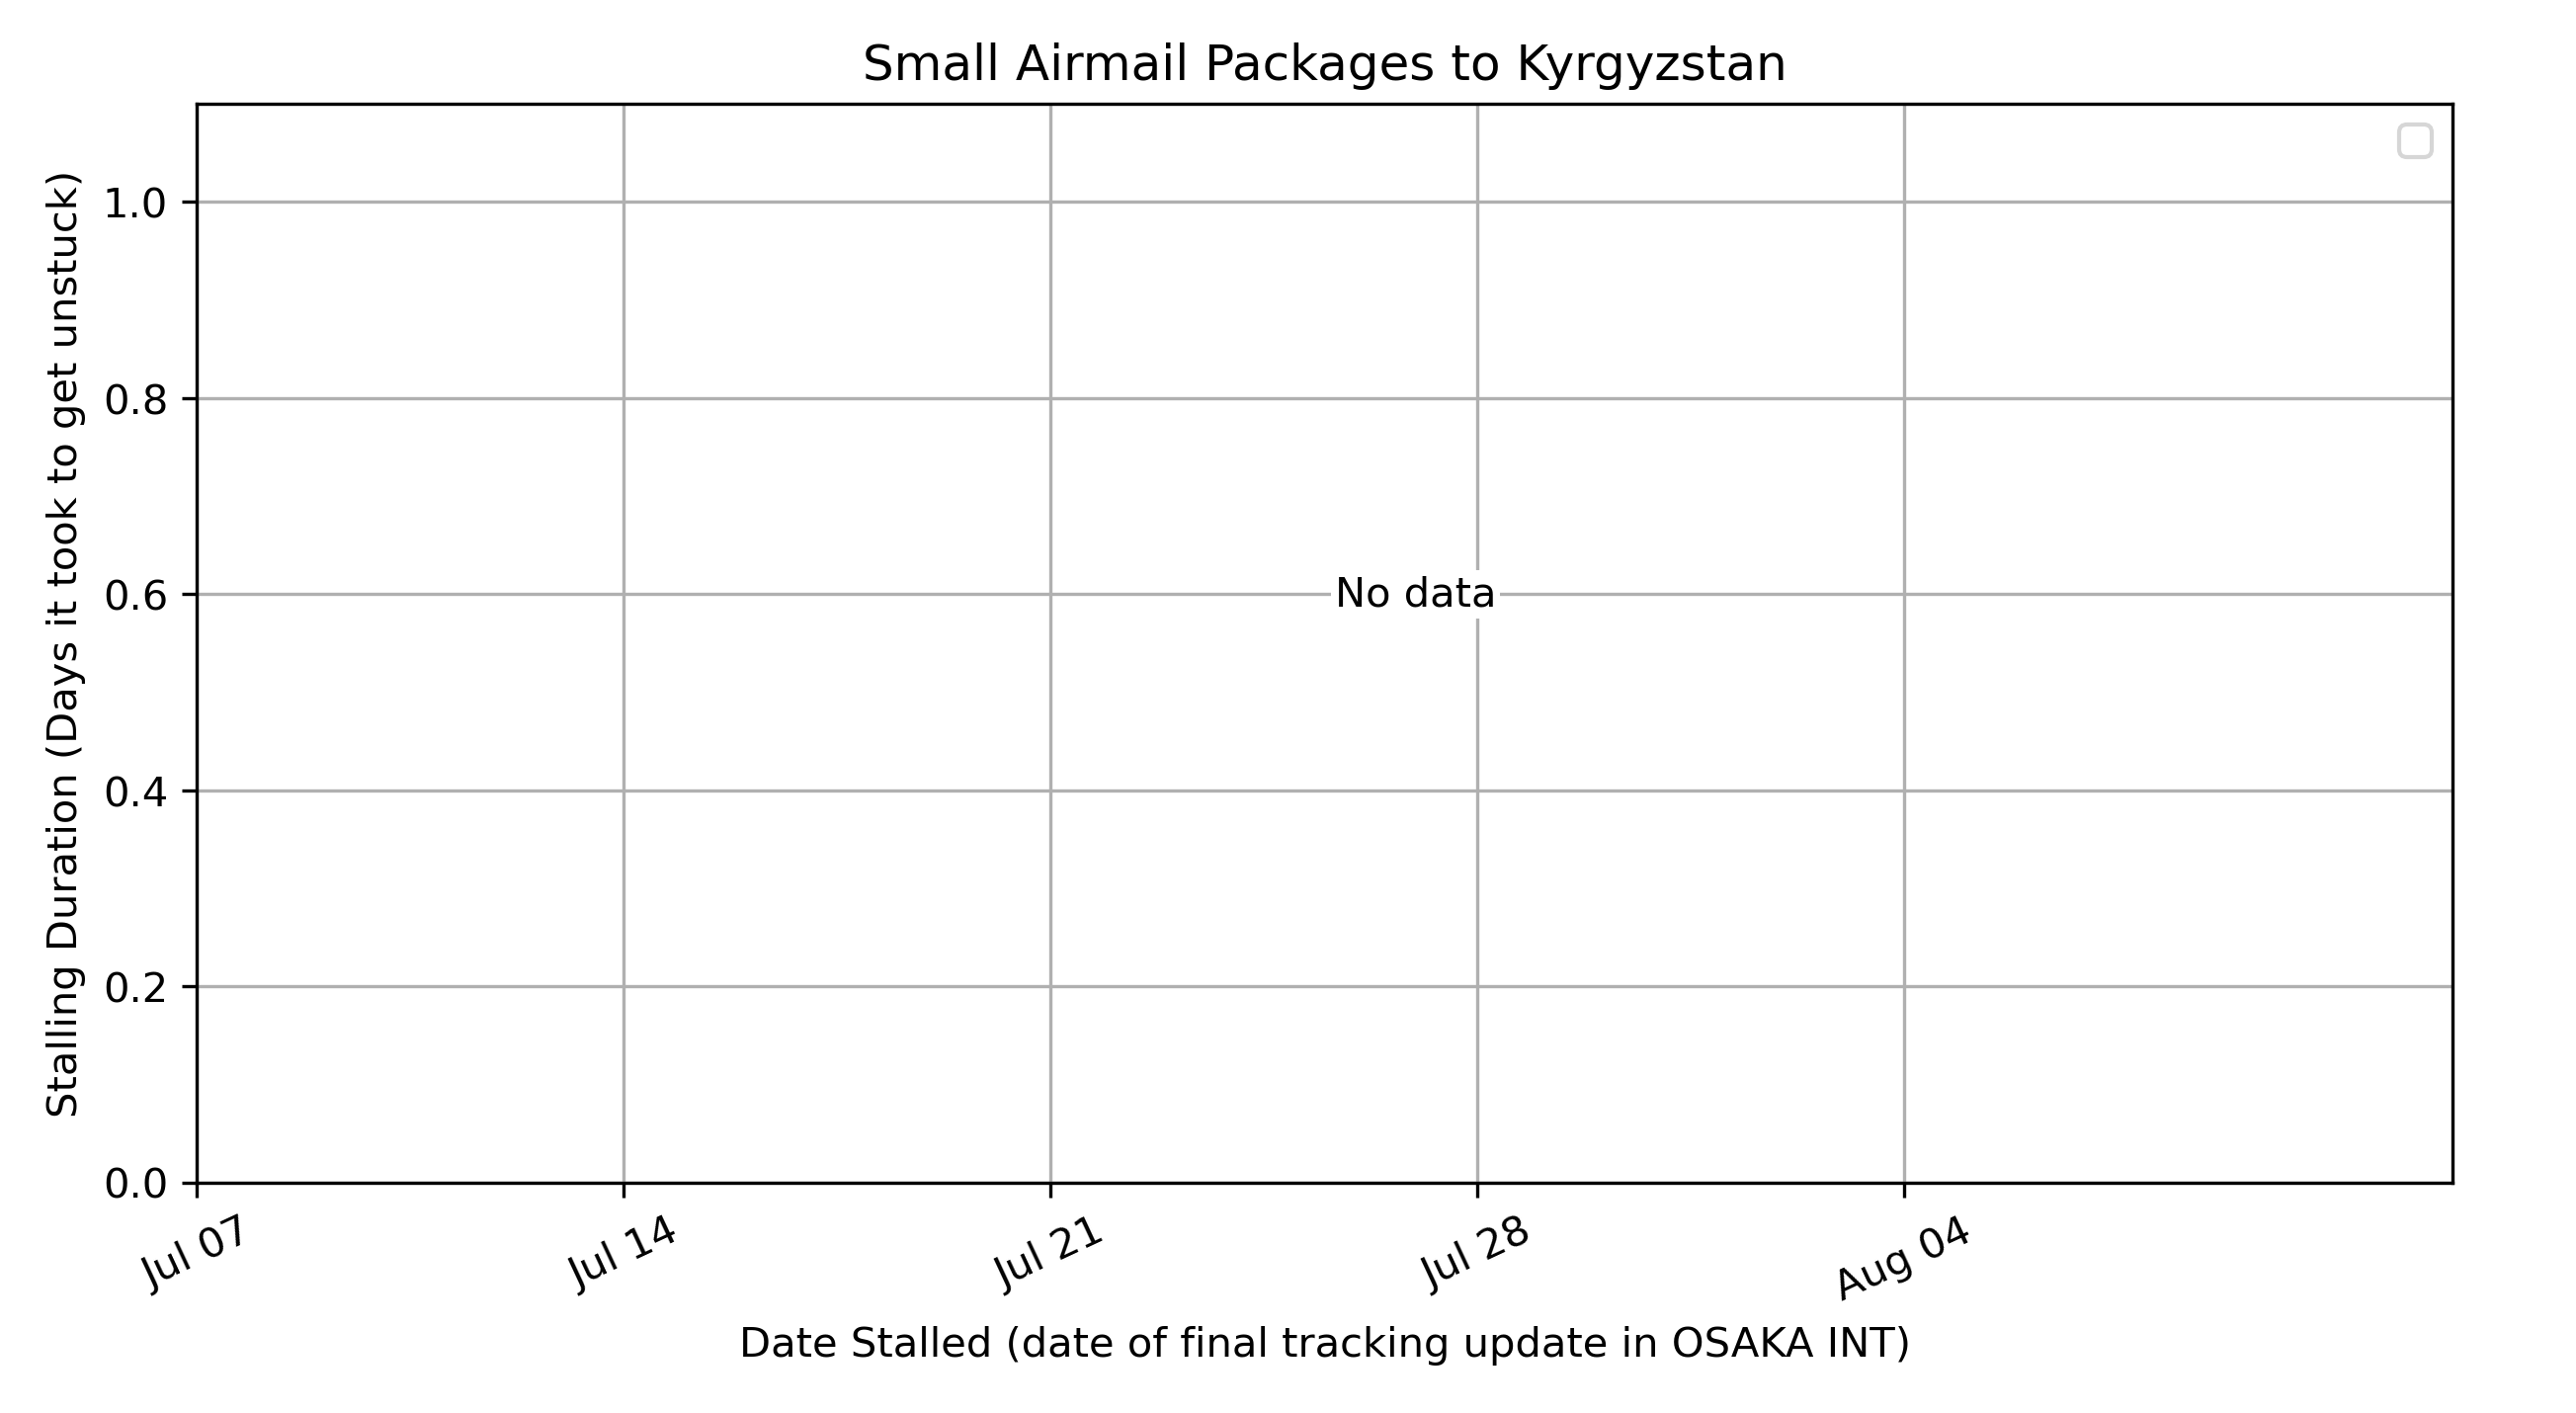 Small Airmail Packages to Kyrgyzstan
Stalling Duration (Days it took to get unstuck)
1.0
0.8
0.6
0.4
0.2
0.0
No data
Jul 07
Jul 14
Jul 21
Jul 28
Aug 04
Date Stalled (date of final tracking update in OSAKA INT)